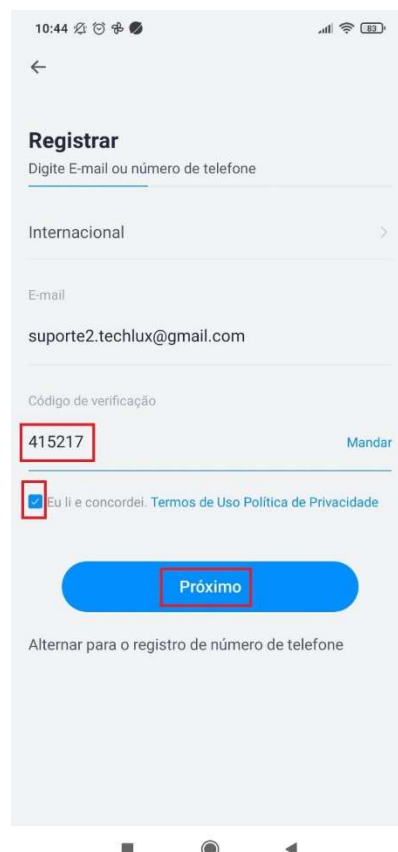 10:44
83
Registrar
Digite E-mail ou número de telefone
Internacional
E-mail
suporte2.techlux@gmail.com
Código de verificação
415217 Mandar
Eu li e concordei. Termos de Uso Política de Privacidade
Próximo
Alternar para o registro de número de telefone